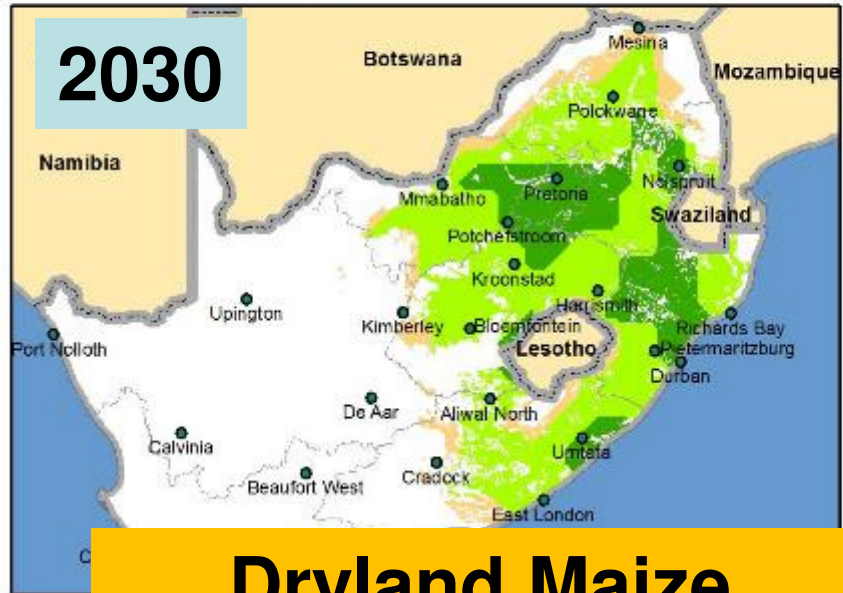 2030
Botswana
Mesina
Mozambique
Polokwane
Namibia
Mmabatho
Pretoria
Nelspruit
Swaziland
Potchefstroom
Kroonstad
Upington
Harrismith
Kimberley
Bloemfontein
Richards Bay
Port Nolloth
Lesotho
Pietermaritzburg
Durban
De Aar
Aliwal North
Calvinia
Umtata
Beaufort West
Cradock
East London
C
Dryland Maize